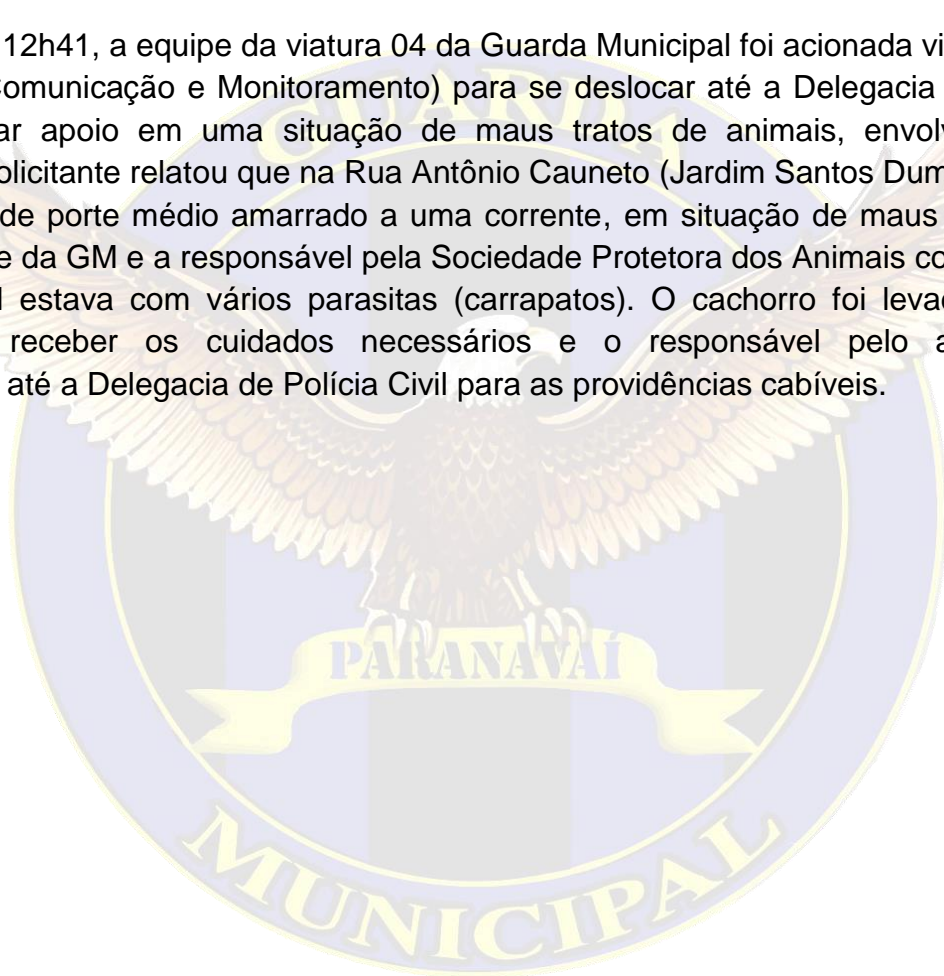 12h41, a equipe da viatura 04 da Guarda Municipal foi acionada vi
Comunicação e Monitoramento) para se deslocar até a Delegacia
ar apoio em uma situação de maus tratos de animais, envolv
olicitante relatou que na Rua Antônio Cauneto (Jardim Santos Dum
de porte médio amarrado a uma corrente, em situação de maus
e da GM e a responsável pela Sociedade Protetora dos Animais co
l estava com vários parasitas (carrapatos). O cachorro foi leva
receber os cuidados necessários e o responsável pelo a
até a Delegacia de Polícia Civil para as providências cabíveis.
GUARDA
PARANAVAÍ
MUNICIPAL